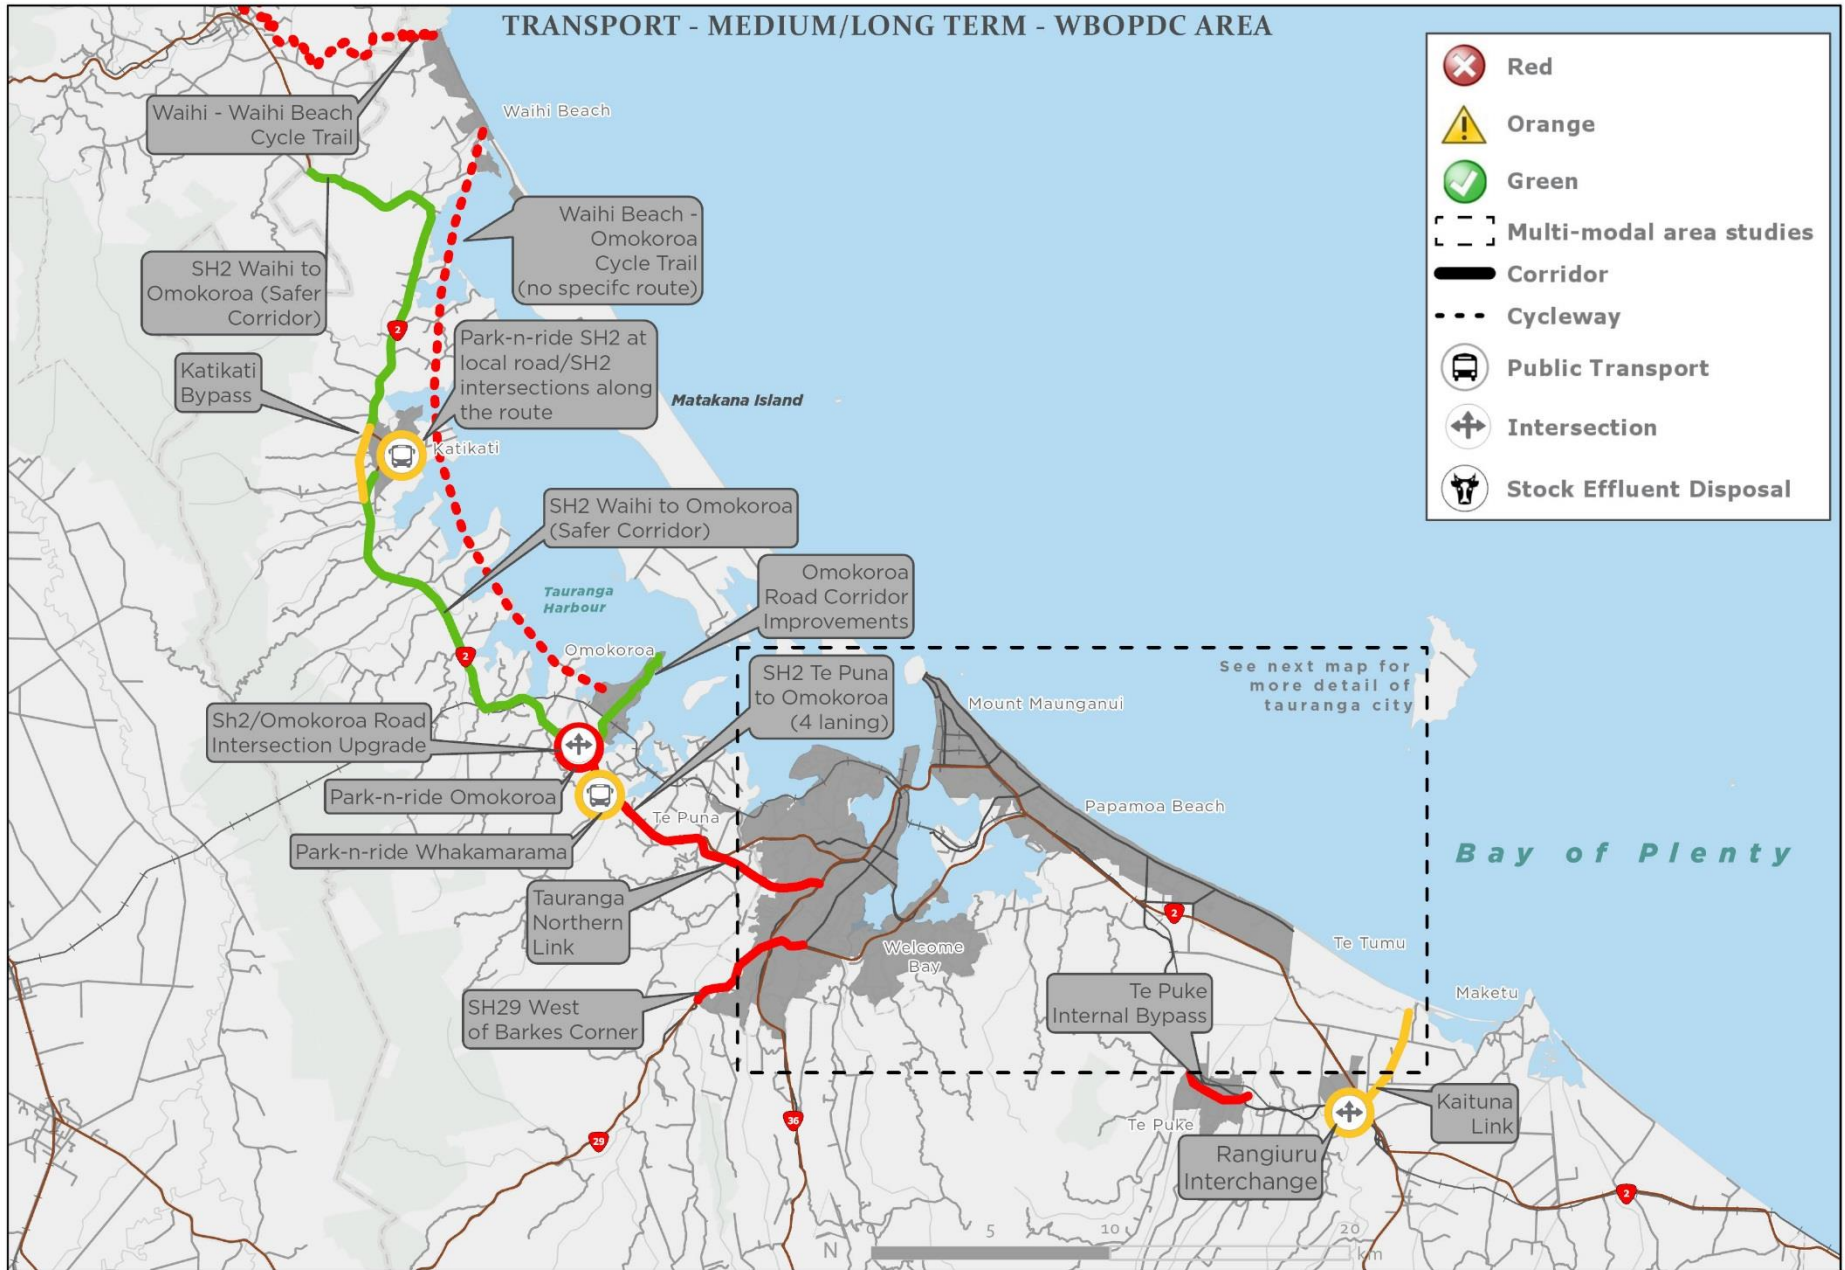 TRANSPORT - MEDIUM/LONG TERM - WBOPDC AREA
Red
Orange
Green
Multi-modal area studies
Corridor
Cycleway
Public Transport
Intersection
Stock Effluent Disposal
Waihi - Waihi Beach
Cycle Trail
Waihi Beach
Waihi Beach -
Omokoroa
Cycle Trail
(no specifc route)
SH2 Waihi to
Omokoroa (Safer
Corridor)
2
Park-n-ride SH2 at
local road/SH2
intersections along
the route
Katikati
Bypass
Matakana Island
Katikati
SH2 Waihi to Omokoroa
(Safer Corridor)
Tauranga
Harbour
Omokoroa
Road Corridor
Improvements
2
Omokoroa
SH2 Te Puna
to Omokoroa
(4 laning)
See next map for
more detail of
tauranga city
Mount Maunganui
Sh2/Omokoroa Road
Intersection Upgrade
Park-n-ride Omokoroa
Te Puna
Papamoa Beach
Park-n-ride Whakamarama
Bay of Plenty
Tauranga
Northern
Link
2
Welcome
Bay
Te Tumu
SH29 West
of Barkes Corner
Te Puke
Internal Bypass
Maketu
Kaituna
Link
36
29
Te Puke
Rangiuru
Interchange
2
N
0
5
10
20
km